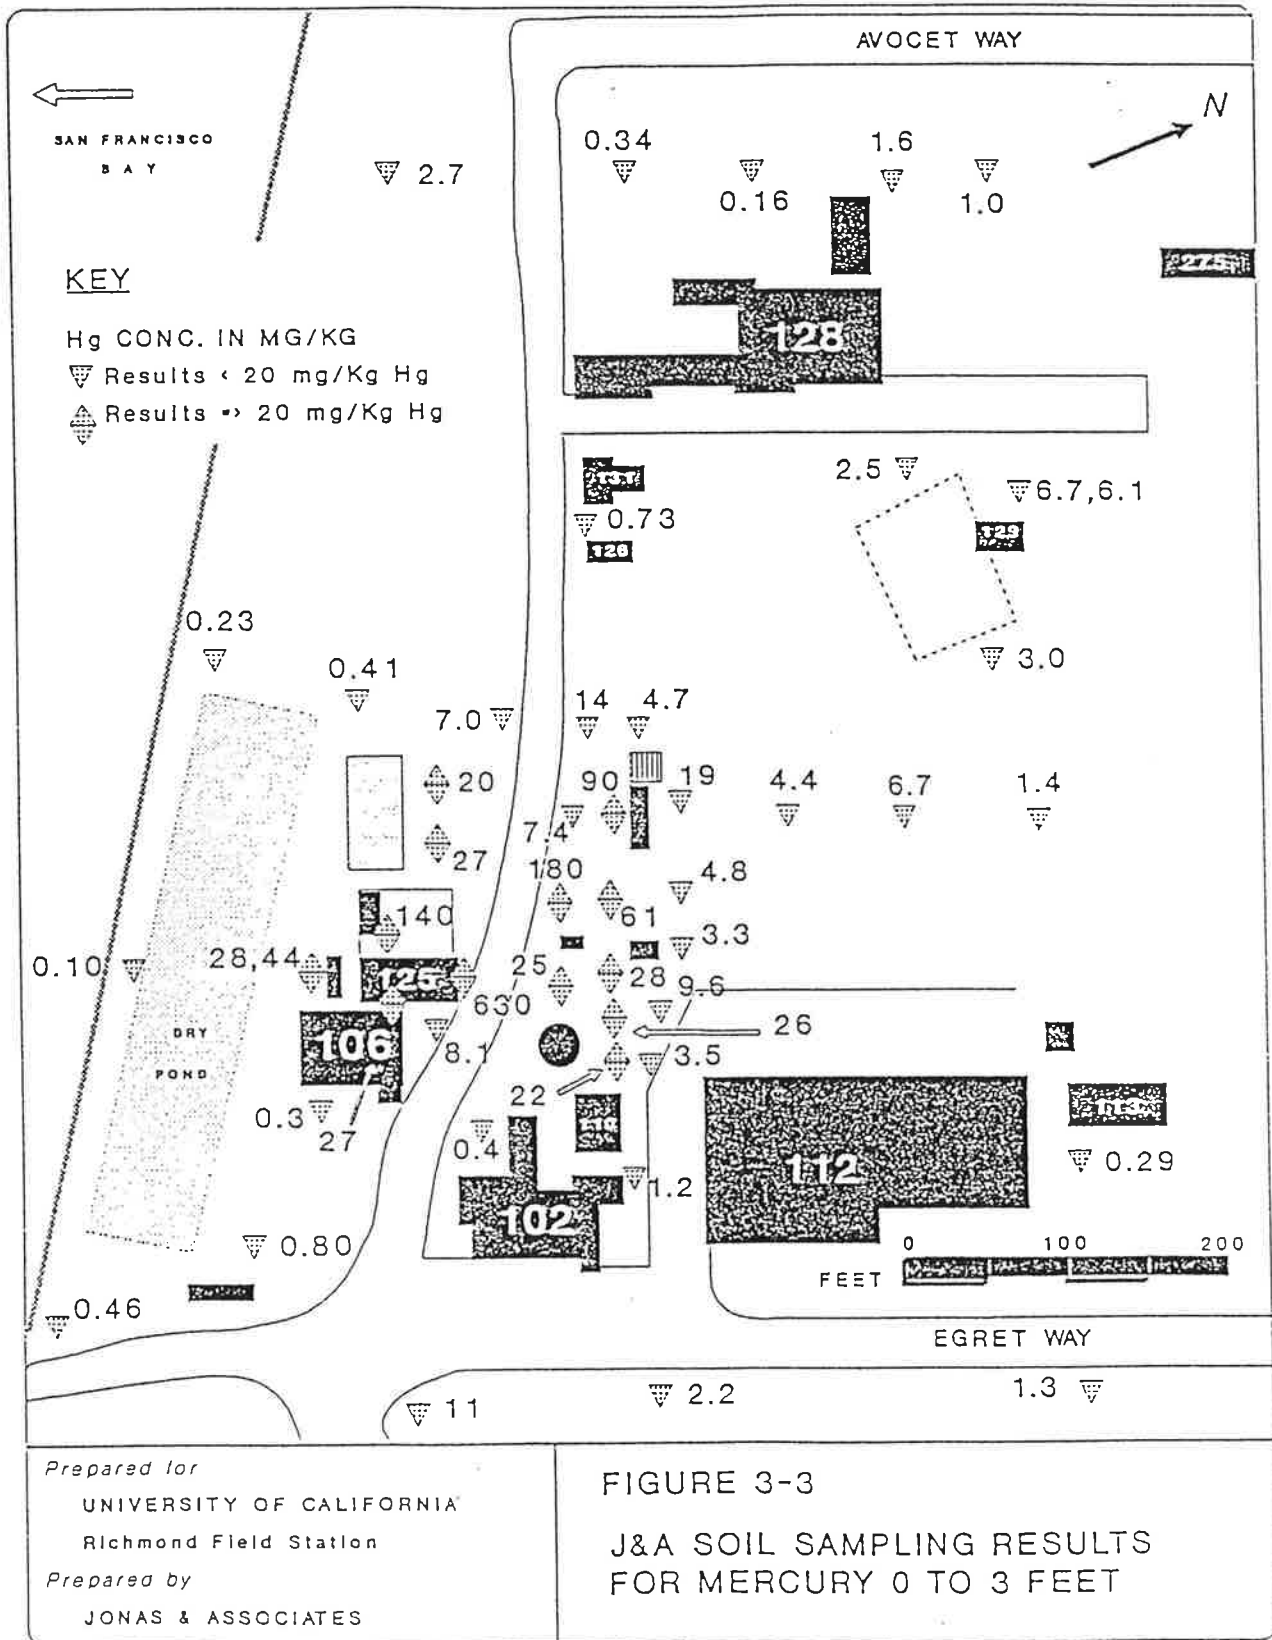 AVOCET WAY
N
SAN FRANCISCO
BAY
0.34
1.6
2.7
0.16
1.0
275
KEY
Hg CONC. IN MG/KG
Results < 20 mg/Kg Hg
Results => 20 mg/Kg Hg
128
2.5
6.7,6.1
131
0.73
129
126
0.23
0.41
3.0
7.0
14
4.7
20
90
19
4.4
6.7
1.4
7.4
27
180
4.8
61
140
3.3
0.10
28,44
125
25
28
9.6
630
26
DRY
POND
106
8.1
3.5
22
113
0.3
27
0.4
110
112
0.29
1.2
102
0.80
0 100 200
FEET
0.46
EGRET WAY
11
2.2
1.3
Prepared for
UNIVERSITY OF CALIFORNIA
Richmond Field Station
Prepared by
JONAS & ASSOCIATES
FIGURE 3-3
J&A SOIL SAMPLING RESULTS
FOR MERCURY 0 TO 3 FEET